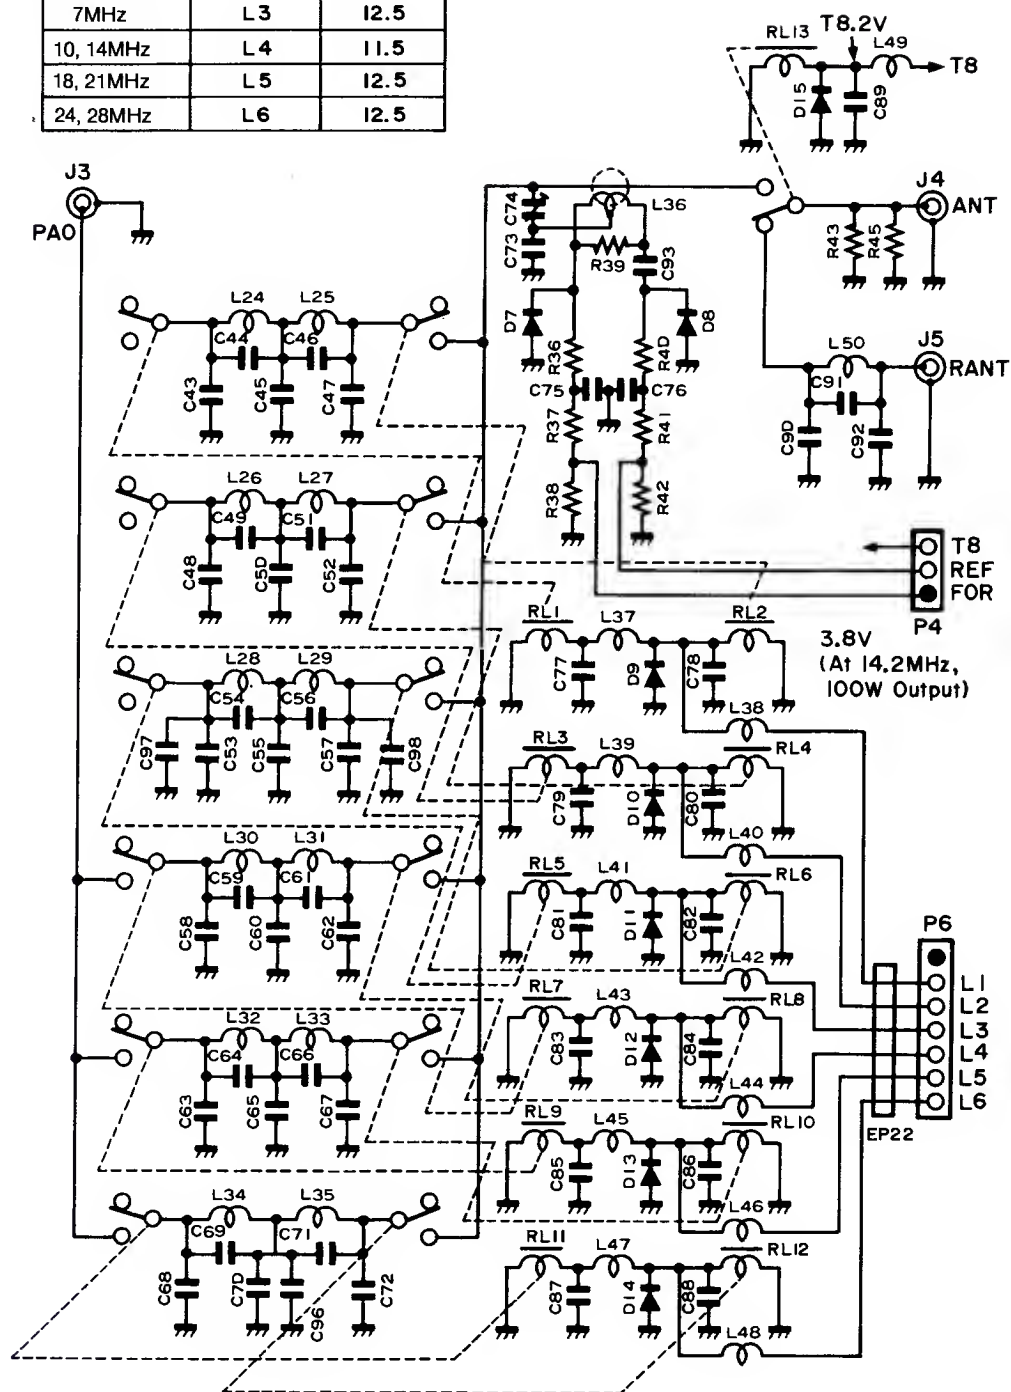 7MHz L3 12.5
10, 14MHz L4 11.5
18, 21MHz L5 12.5
24, 28MHz L6 12.5
RL13 T8.2V L49
T8
D15 C89
J3
PAO
C74 L36
C73 R39 C93
J4
ANT
R43 R45
D7 D8
R36 R40
C75 C76
R37 R41
R38 R42
L50 J5
RANT
C91
C90 C92
L24 L25
C44 C46
C43 C45 C47
L26 L27
C49 C51
C48 C50 C52
T8
REF
FOR
P4
3.8V
(At 14.2MHz,
100W Output)
RL1 L37 RL2
C77 D9 C78
L38
L28 L29
C54 C56
C97 C53 C55 C57 C98
RL3 L39 RL4
C79 D10 C80
L40
L30 L31
C59 C61
C58 C60 C62
RL5 L41 RL6
C81 D11 C82
L42
P6
L1
L2
L3
L4
L5
L6
EP22
RL7 L43 RL8
C83 D12 C84
L44
L32 L33
C64 C66
C63 C65 C67
RL9 L45 RL10
C85 D13 C86
L46
L34 L35
C69 C71
C68 C70 C96 C72
RL11 L47 RL12
C87 D14 C88
L48